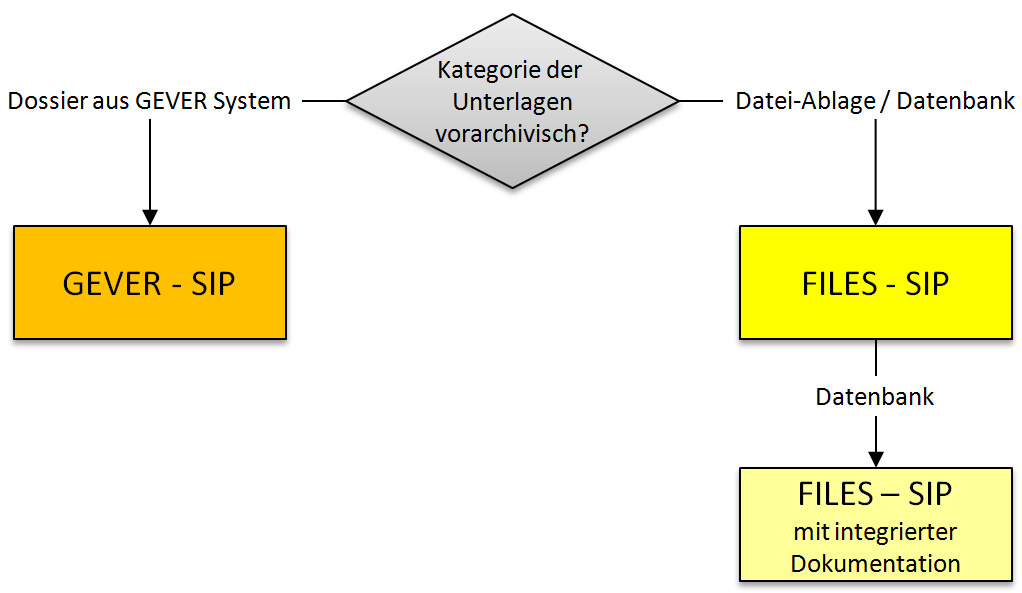 Kategorie der
Unterlagen
vorarchivisch?
Dossier aus GEVER System
Datei-Ablage / Datenbank
GEVER - SIP
FILES - SIP
Datenbank
FILES – SIP
mit integrierter
Dokumentation